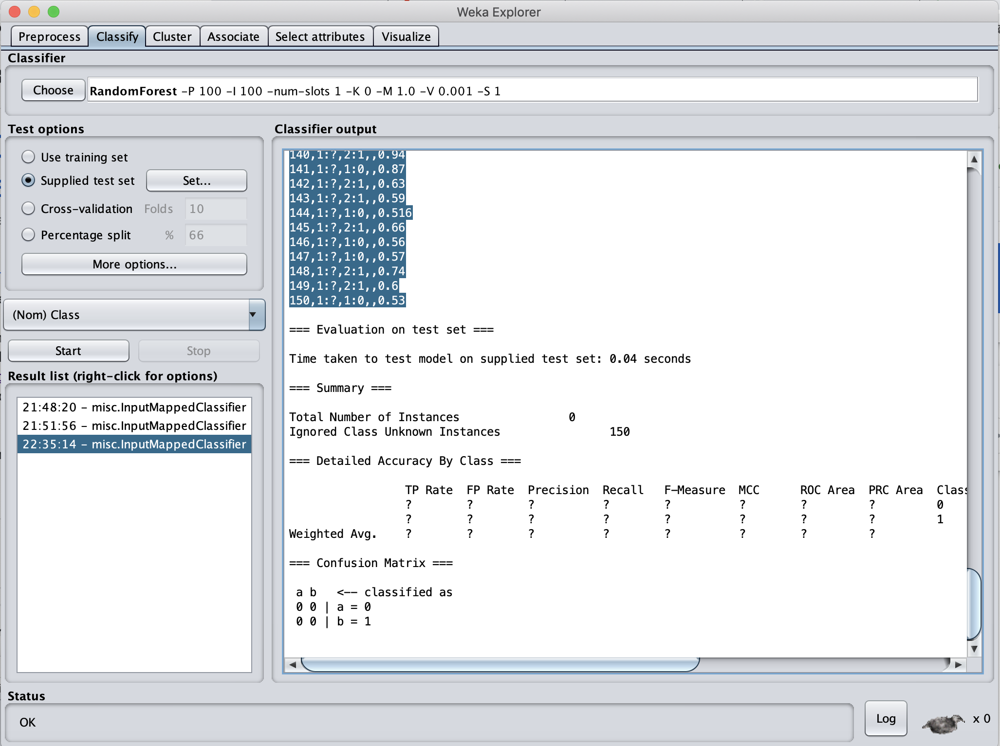 Weka Explorer
Preprocess Classify Cluster Associate Select attributes Visualize
Classifier
Choose RandomForest -P 100 -I 100 -num-slots 1 -K 0 -M 1.0 -V 0.001 -S 1
Test options
Use training set
Supplied test set Set...
Cross-validation Folds 10
Percentage split % 66
More options...
(Nom) Class
Start Stop
Result list (right-click for options)
21:48:20 - misc.InputMappedClassifier
21:51:56 - misc.InputMappedClassifier
22:35:14 - misc.InputMappedClassifier
Classifier output
140,1:?,2:1,,0.94
141,1:?,1:0,,0.87
142,1:?,2:1,,0.63
143,1:?,2:1,,0.59
144,1:?,1:0,,0.516
145,1:?,2:1,,0.66
146,1:?,1:0,,0.56
147,1:?,1:0,,0.57
148,1:?,2:1,,0.74
149,1:?,2:1,,0.6
150,1:?,1:0,,0.53
=== Evaluation on test set ===
Time taken to test model on supplied test set: 0.04 seconds
=== Summary ===
Total Number of Instances 0
Ignored Class Unknown Instances 150
=== Detailed Accuracy By Class ===
TP Rate FP Rate Precision Recall F-Measure MCC ROC Area PRC Area Clas
? ? ? ? ? ? ? ? 0
? ? ? ? ? ? ? ? 1
Weighted Avg. ? ? ? ? ? ? ? ?
=== Confusion Matrix ===
a b <-- classified as
0 0 | a = 0
0 0 | b = 1
Status
OK
Log x 0